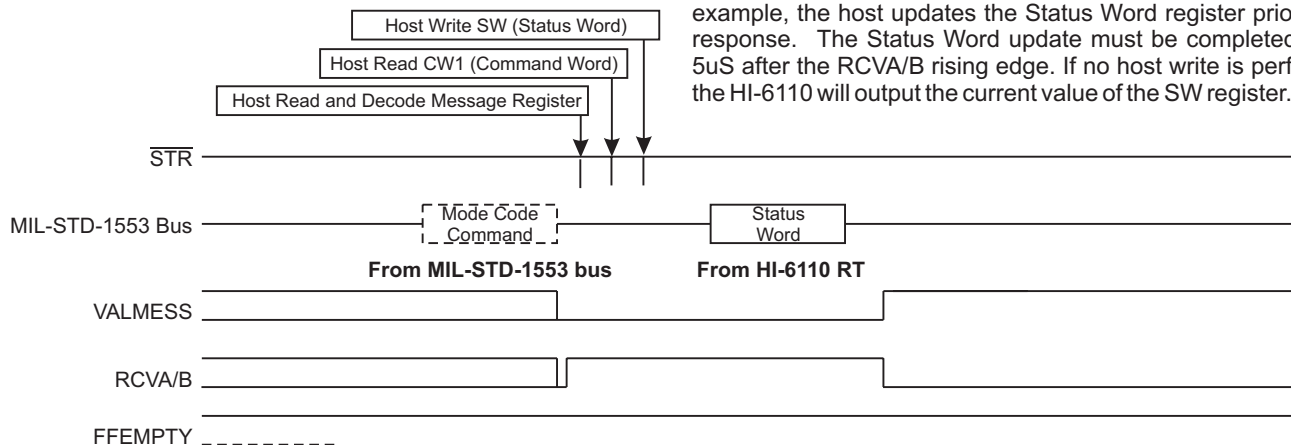 example, the host updates the Status Word register prio
response. The Status Word update must be completed
5uS after the RCVA/B rising edge. If no host write is perf
the HI-6110 will output the current value of the SW register.
Host Write SW (Status Word)
Host Read CW1 (Command Word)
Host Read and Decode Message Register
STR
MIL-STD-1553 Bus
Mode Code
Command
Status
Word
From MIL-STD-1553 bus
From HI-6110 RT
VALMESS
RCVA/B
FFEMPTY